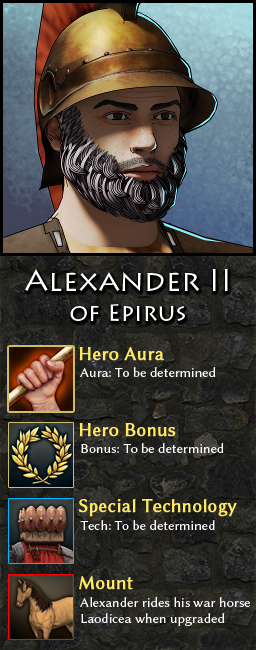 Alexander II
of Epirus
Hero Aura
Aura: To be determined
Hero Bonus
Bonus: To be determined
Special Technology
Tech: To be determined
Mount
Alexander rides his war horse
Laodicea when upgraded